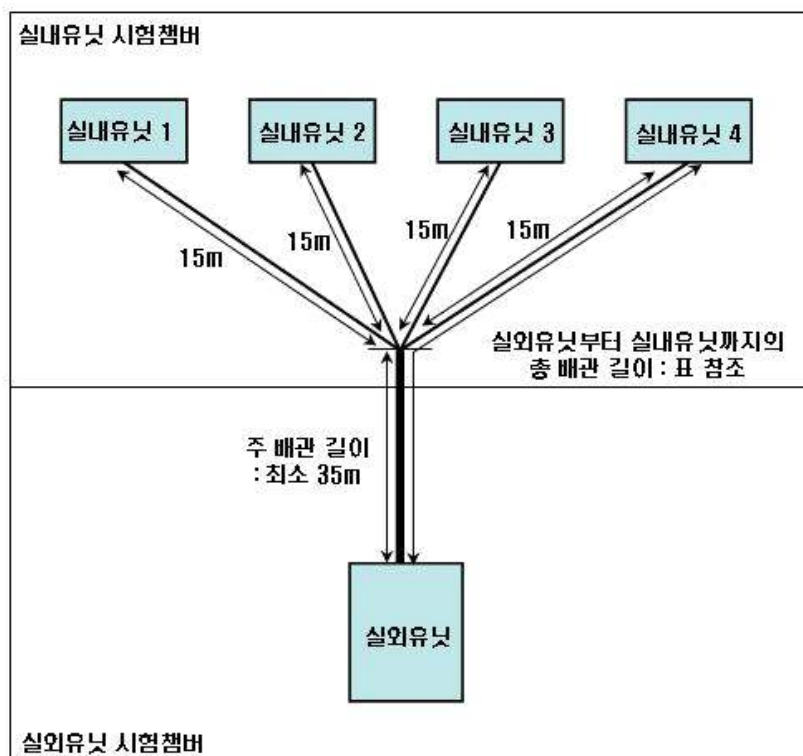 실내유닛 시험챔버
실내유닛 1
실내유닛 2
실내유닛 3
실내유닛 4
15m
15m
15m
15m
실외유닛부터 실내유닛까지의
총 배관 길이 : 표 참조
주 배관 길이
: 최소 35m
실외유닛
실외유닛 시험챔버